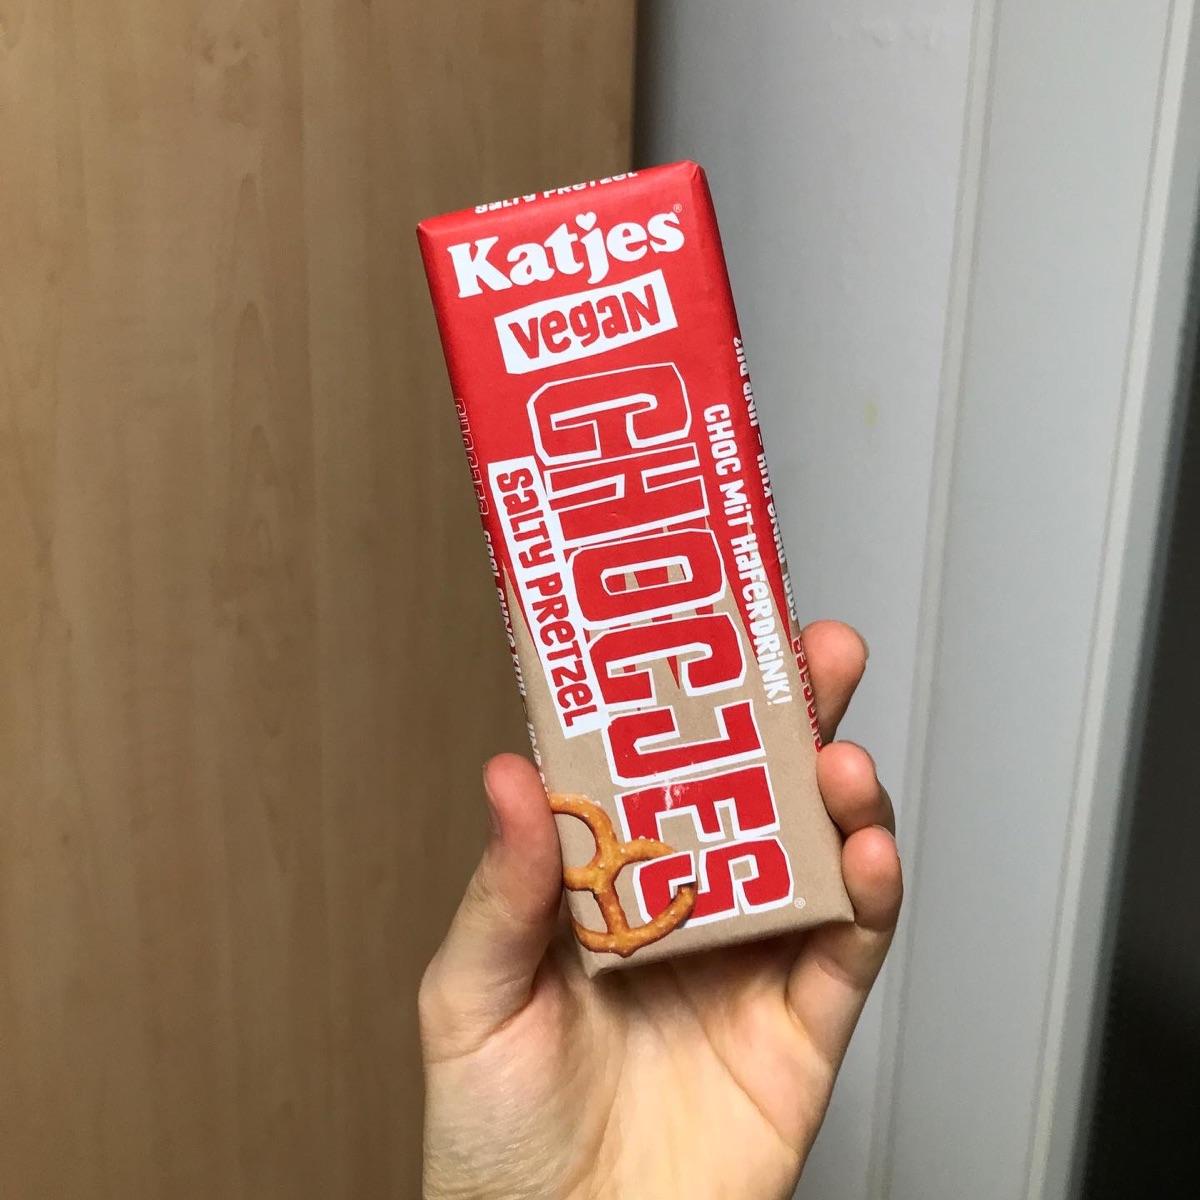 SALTY PRETZEL
Katjes®
vegan
CHOCJES®
CHOC MIT HAFERDRINK!
SALTY PRETZEL